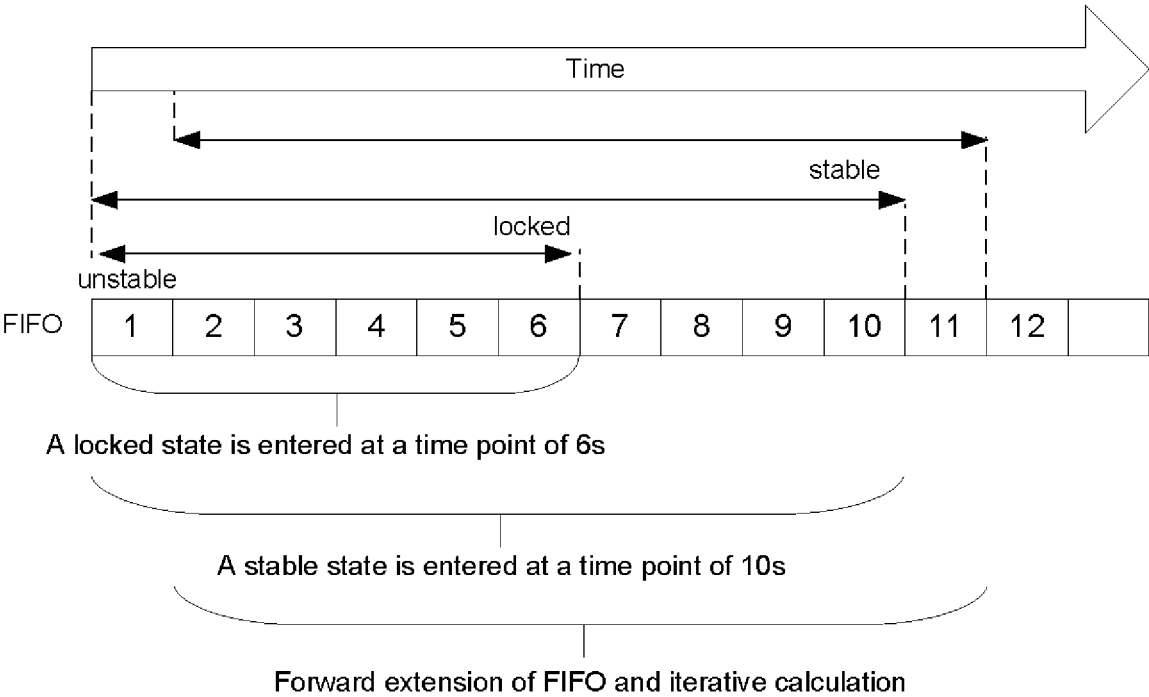 Time
stable
locked
unstable
FIFO 1 2 3 4 5 6 7 8 9 10 11 12
A locked state is entered at a time point of 6s
A stable state is entered at a time point of 10s
Forward extension of FIFO and iterative calculation